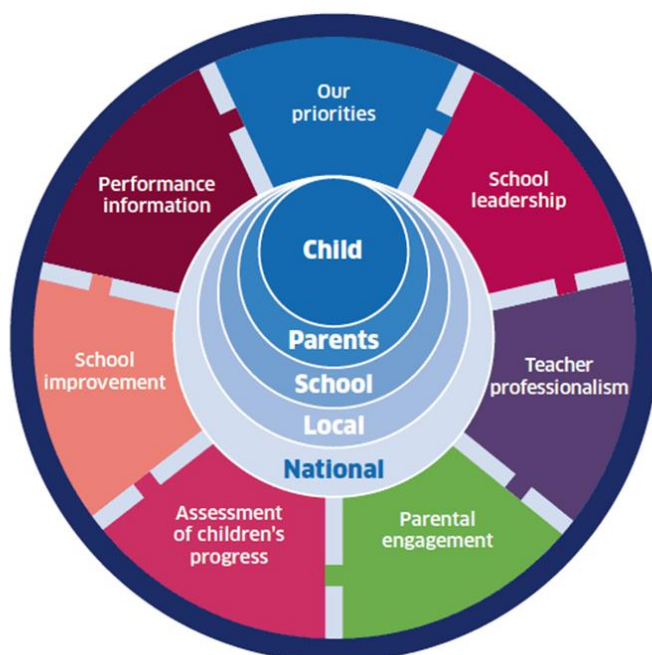 Our
priorities
School
leadership
Teacher
professionalism
Parental
engagement
Assessment
of children's
progress
School
improvement
Performance
information
Child
Parents
School
Local
National